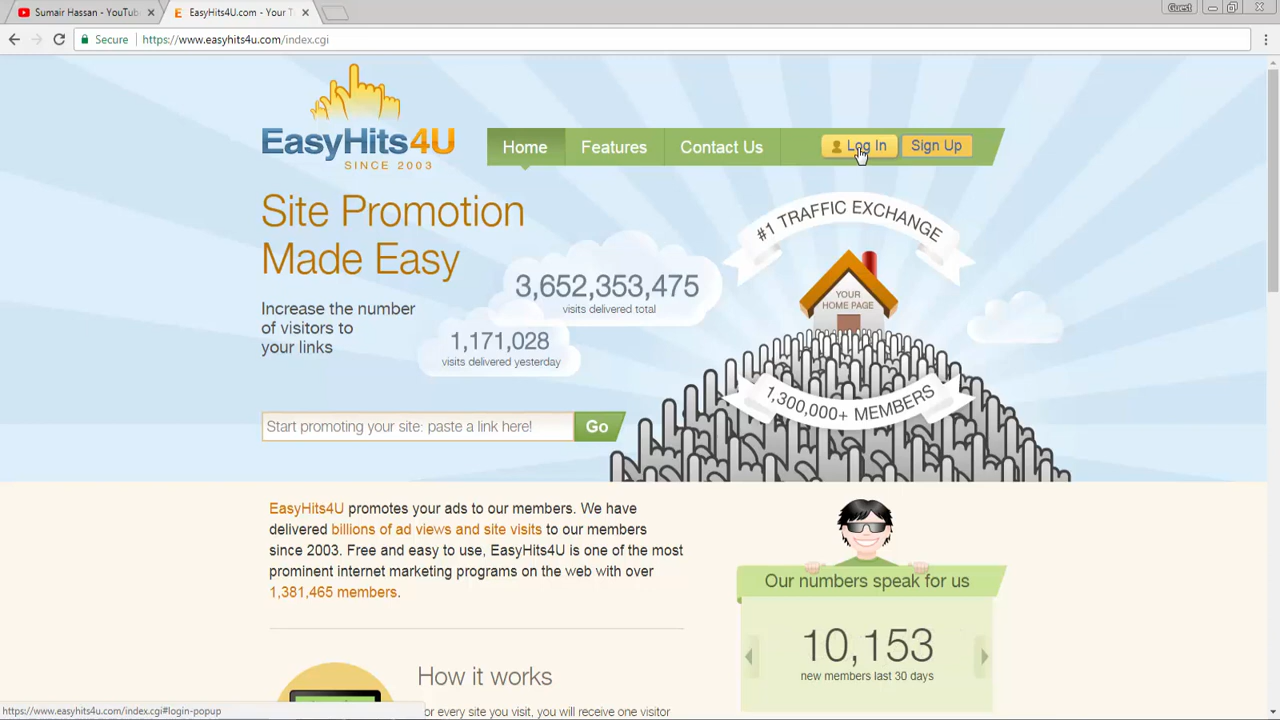 Sumair Hassan - YouTub
EasyHits4U.com - Your T
Guest
Secure
https://www.easyhits4u.com/index.cgi
EasyHits4U
SINCE 2003
Home
Features
Contact Us
Log In
Sign Up
Site Promotion
Made Easy
Increase the number
of visitors to
your links
3,652,353,475
visits delivered total
1,171,028
visits delivered yesterday
#1 TRAFFIC EXCHANGE
YOUR
HOME PAGE
1,300,000+ MEMBERS
Start promoting your site: paste a link here!
Go
EasyHits4U promotes your ads to our members. We have
delivered billions of ad views and site visits to our members
since 2003. Free and easy to use, EasyHits4U is one of the most
prominent internet marketing programs on the web with over
1,381,465 members.
Our numbers speak for us
10,153
new members last 30 days
How it works
or every site you visit, you will receive one visitor
https://www.easyhits4u.com/index.cgi#login-popup